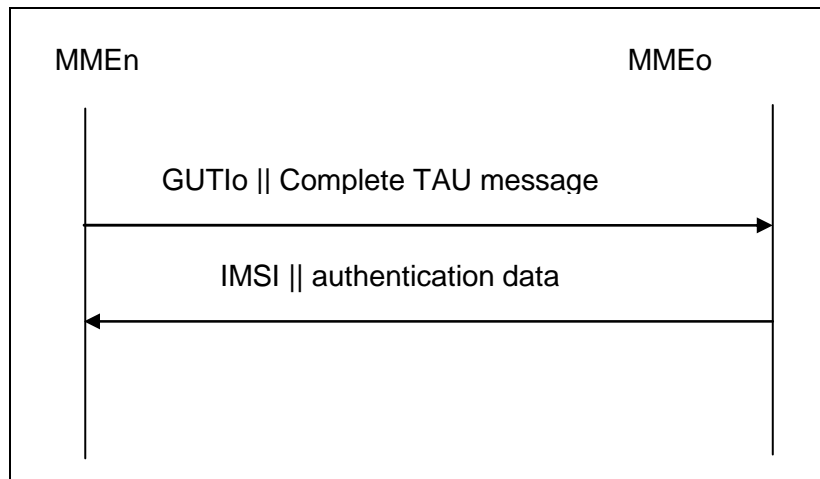 MMEn MMEo
GUTIo || Complete TAU message
IMSI || authentication data